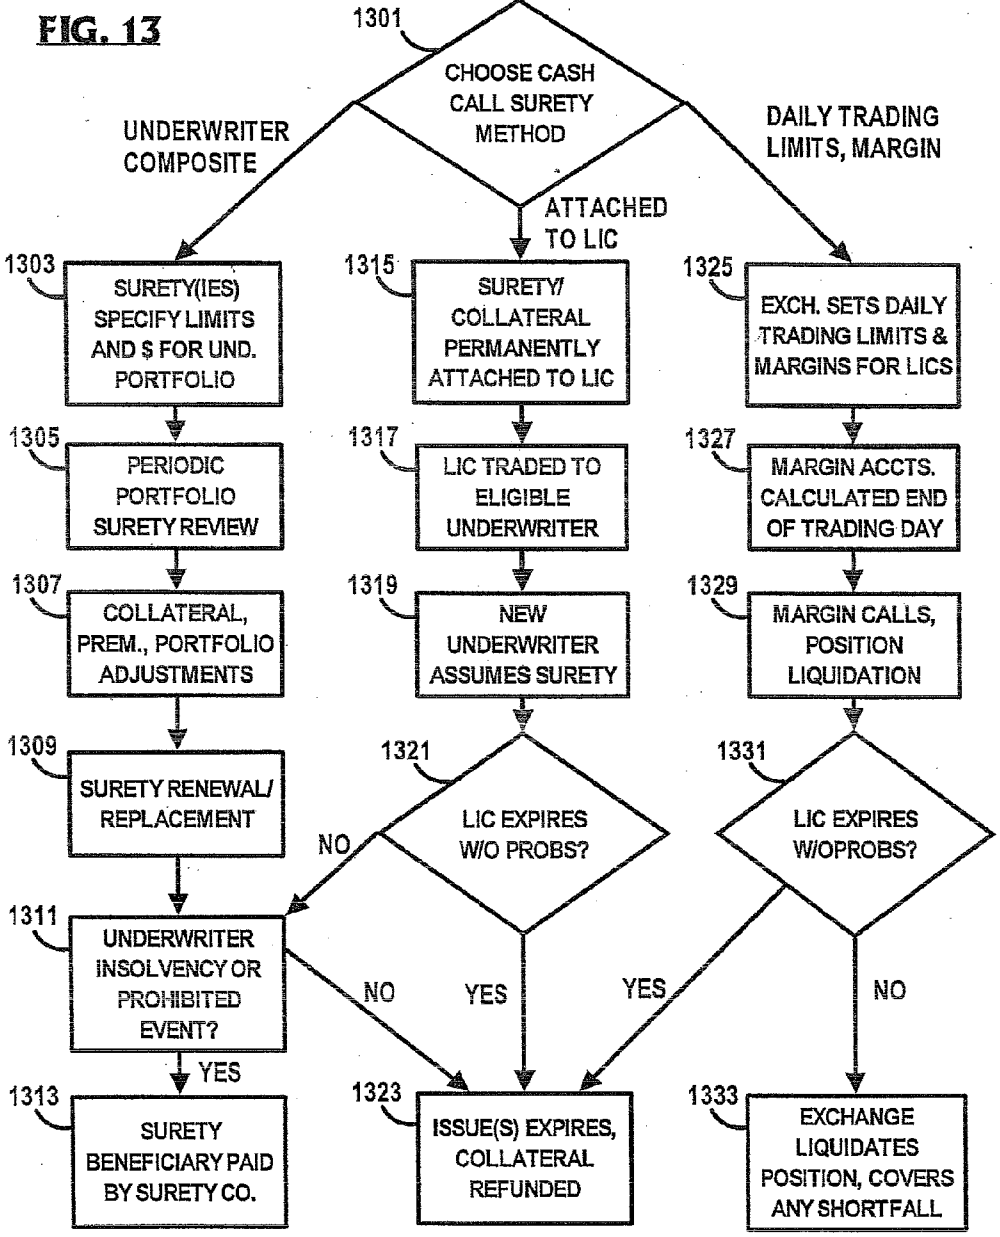 FIG. 13
1301
CHOOSE CASH
CALL SURETY
METHOD
UNDERWRITER
COMPOSITE
ATTACHED
TO LIC
DAILY TRADING
LIMITS, MARGIN
1303
SURETY(IES)
SPECIFY LIMITS
AND $ FOR UND.
PORTFOLIO
1305
PERIODIC
PORTFOLIO
SURETY REVIEW
1307
COLLATERAL,
PREM., PORTFOLIO
ADJUSTMENTS
1309
SURETY RENEWAL/
REPLACEMENT
1311
UNDERWRITER
INSOLVENCY OR
PROHIBITED
EVENT?
NO
YES
1313
SURETY
BENEFICIARY PAID
BY SURETY CO.
1315
SURETY/
COLLATERAL
PERMANENTLY
ATTACHED TO LIC
1317
LIC TRADED TO
ELIGIBLE
UNDERWRITER
1319
NEW
UNDERWRITER
ASSUMES SURETY
1321
LIC EXPIRES
W/O PROBS?
NO
YES
1323
ISSUE(S) EXPIRES,
COLLATERAL
REFUNDED
1325
EXCH. SETS DAILY
TRADING LIMITS &
MARGINS FOR LICS
1327
MARGIN ACCTS.
CALCULATED END
OF TRADING DAY
1329
MARGIN CALLS,
POSITION
LIQUIDATION
1331
LIC EXPIRES
W/OPROBS?
YES
NO
1333
EXCHANGE
LIQUIDATES
POSITION, COVERS
ANY SHORTFALL